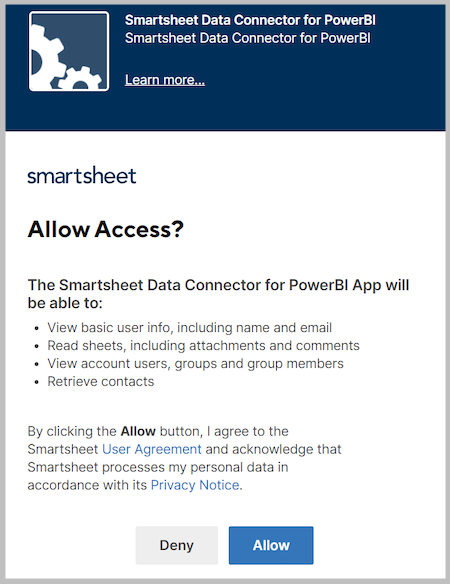 Smartsheet Data Connector for PowerBI
Smartsheet Data Connector for PowerBI
Learn more...
smartsheet
Allow Access?
The Smartsheet Data Connector for PowerBI App will
be able to:
• View basic user info, including name and email
• Read sheets, including attachments and comments
• View account users, groups and group members
• Retrieve contacts
By clicking the Allow button, I agree to the
Smartsheet User Agreement and acknowledge that
Smartsheet processes my personal data in
accordance with its Privacy Notice.
Deny Allow